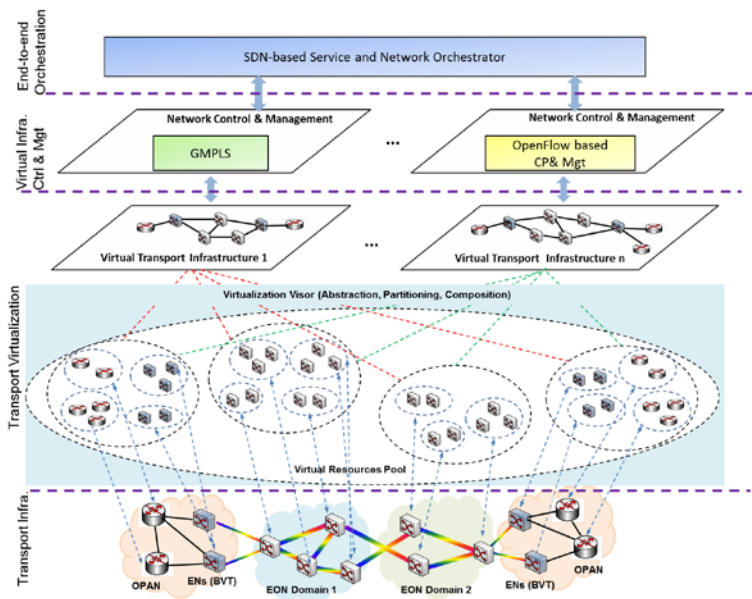 End-to-end
Orchestration
SDN-based Service and Network Orchestrator
Virtual Infra.
Ctrl & Mgt
Network Control & Management
GMPLS
...
Network Control & Management
OpenFlow based
CP& Mgt
Virtual Transport Infrastructure 1
...
Virtual Transport Infrastructure n
Transport Virtualization
Virtualization Visor (Abstraction, Partitioning, Composition)
Virtual Resources Pool
Transport Infra.
OPAN
ENs (BVT)
EON Domain 1
EON Domain 2
ENs (BVT)
OPAN